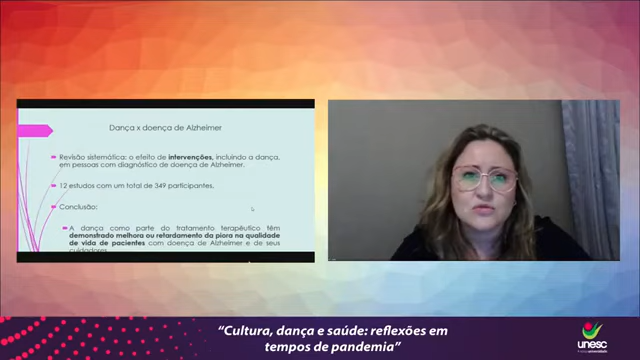 Dança x doença de Alzheimer
Revisão sistemática: o efeito de intervenções, incluindo a dança,
em pessoas com diagnóstico de doença de Alzheimer.
12 estudos com um total de 349 participantes.
Conclusão:
A dança como parte do tratamento terapêutico têm
demonstrado melhora ou retardamento da piora na qualidade
de vida de pacientes com doença de Alzheimer e de seus
cuidadores
“Cultura, dança e saúde: reflexões em
tempos de pandemia”
unesc